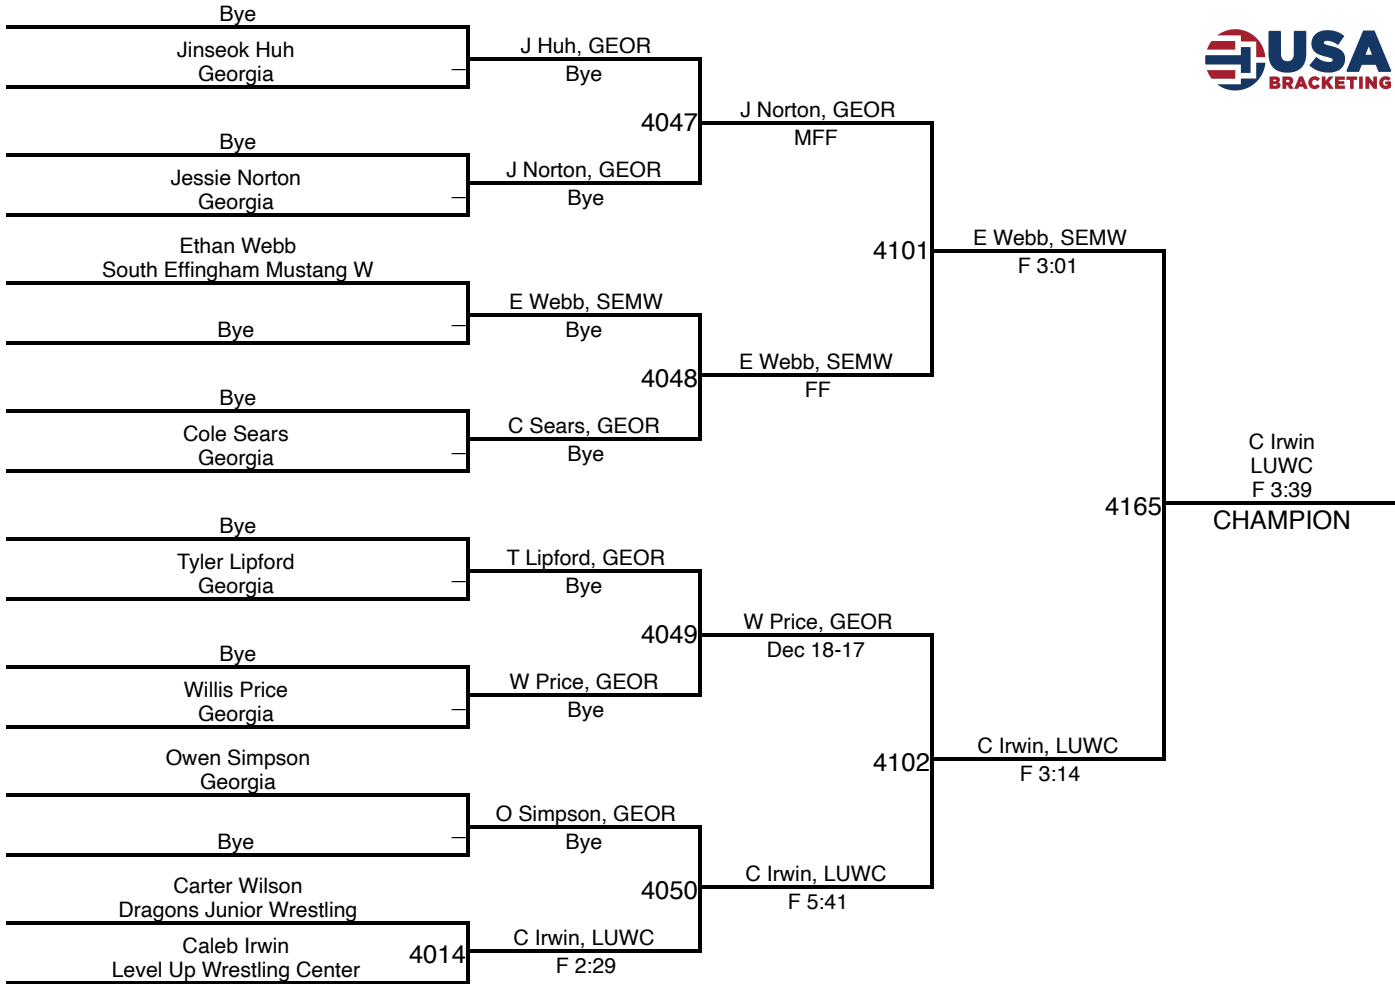 Bye
Jinseok Huh
Georgia
Bye
Jessie Norton
Georgia
Ethan Webb
South Effingham Mustang W
Bye
Bye
Cole Sears
Georgia
Bye
Tyler Lipford
Georgia
Bye
Willis Price
Georgia
Owen Simpson
Georgia
Bye
Carter Wilson
Dragons Junior Wrestling
Caleb Irwin
Level Up Wrestling Center
4014
J Huh, GEOR
Bye
4047
J Norton, GEOR
Bye
E Webb, SEMW
Bye
4048
C Sears, GEOR
Bye
T Lipford, GEOR
Bye
4049
W Price, GEOR
Bye
O Simpson, GEOR
Bye
4050
C Irwin, LUWC
F 2:29
J Norton, GEOR
MFF
4101
E Webb, SEMW
FF
W Price, GEOR
Dec 18-17
4102
C Irwin, LUWC
F 5:41
E Webb, SEMW
F 3:01
4165
C Irwin, LUWC
F 3:14
C Irwin
LUWC
F 3:39
CHAMPION
USA
BRACKETING